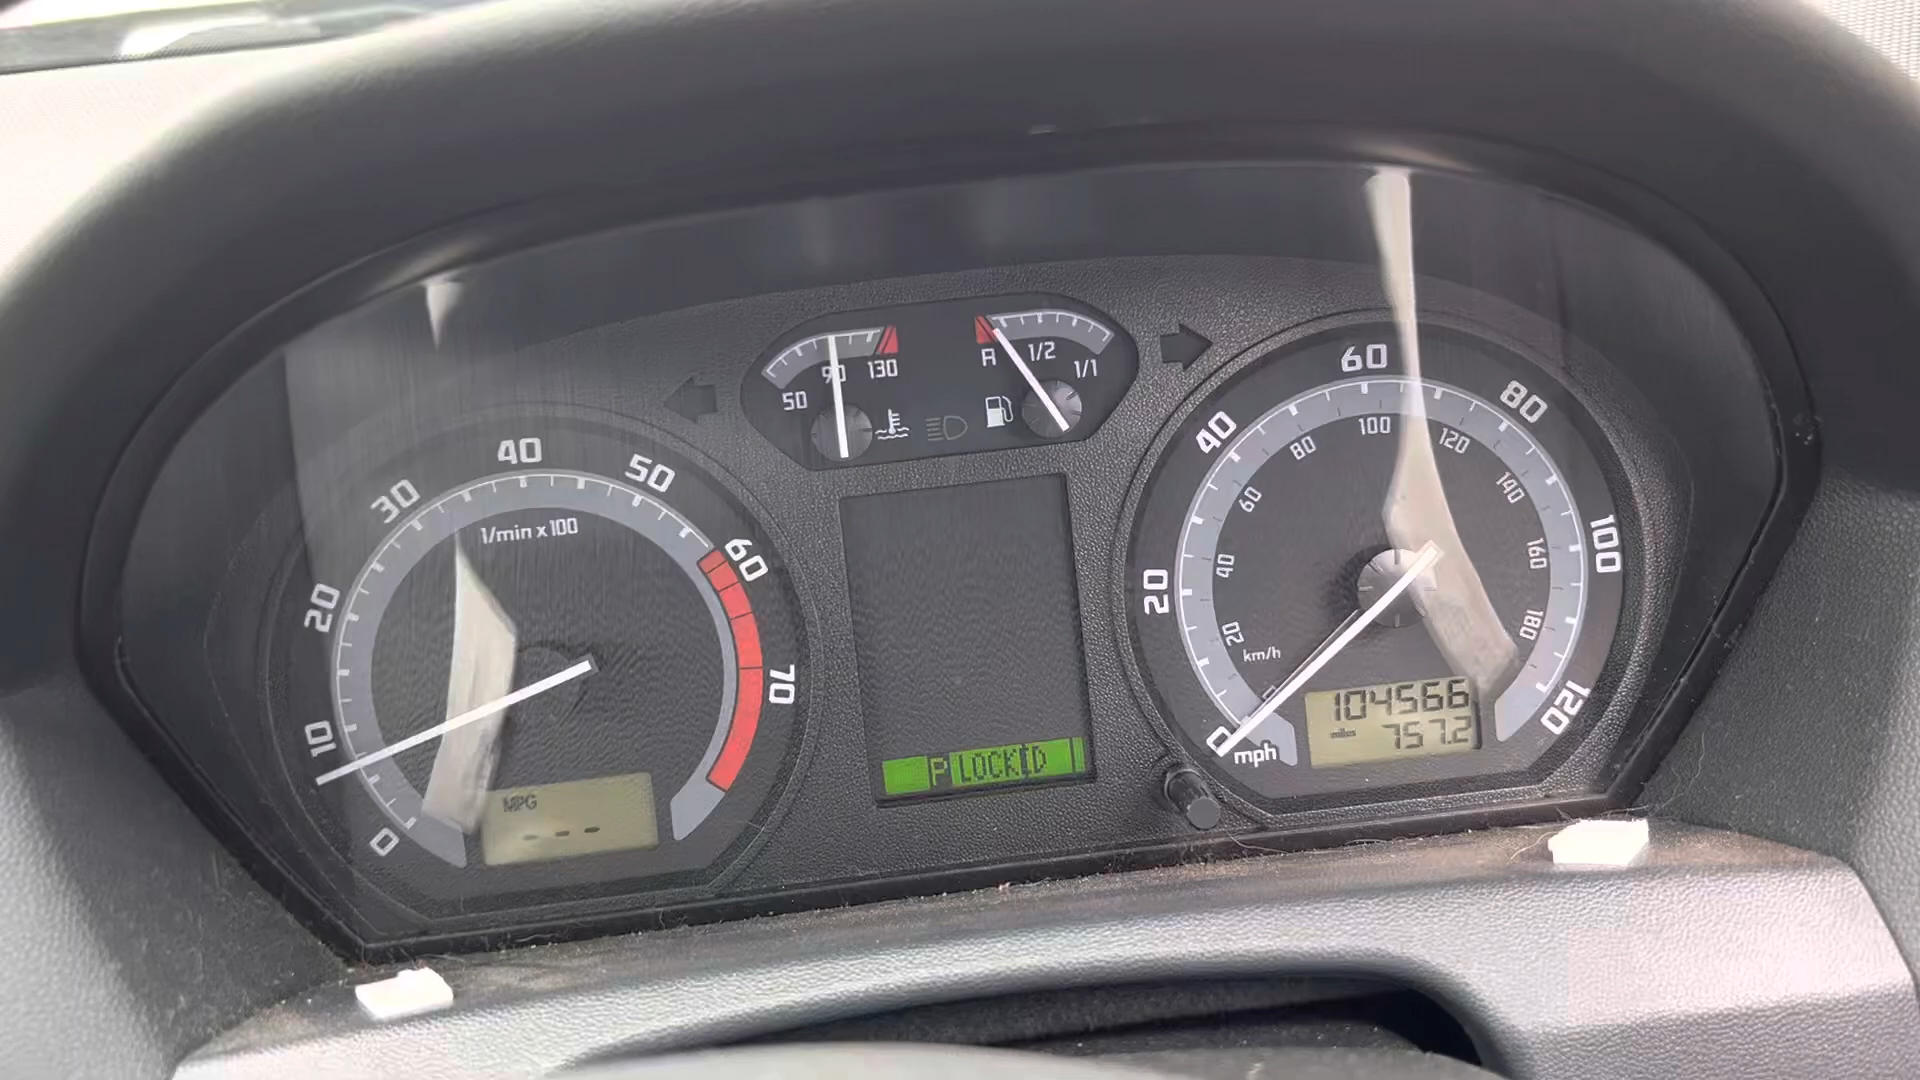 50 90 130
R 1/2 1/1
0 10 20 30 40 50 60 70
1/min x 100
MPG
- - -
P LOCKED
0 20 40 60 80 100 120
20 40 60 80 100 120 140 160 180
km/h
mph
104566
miles 757.2